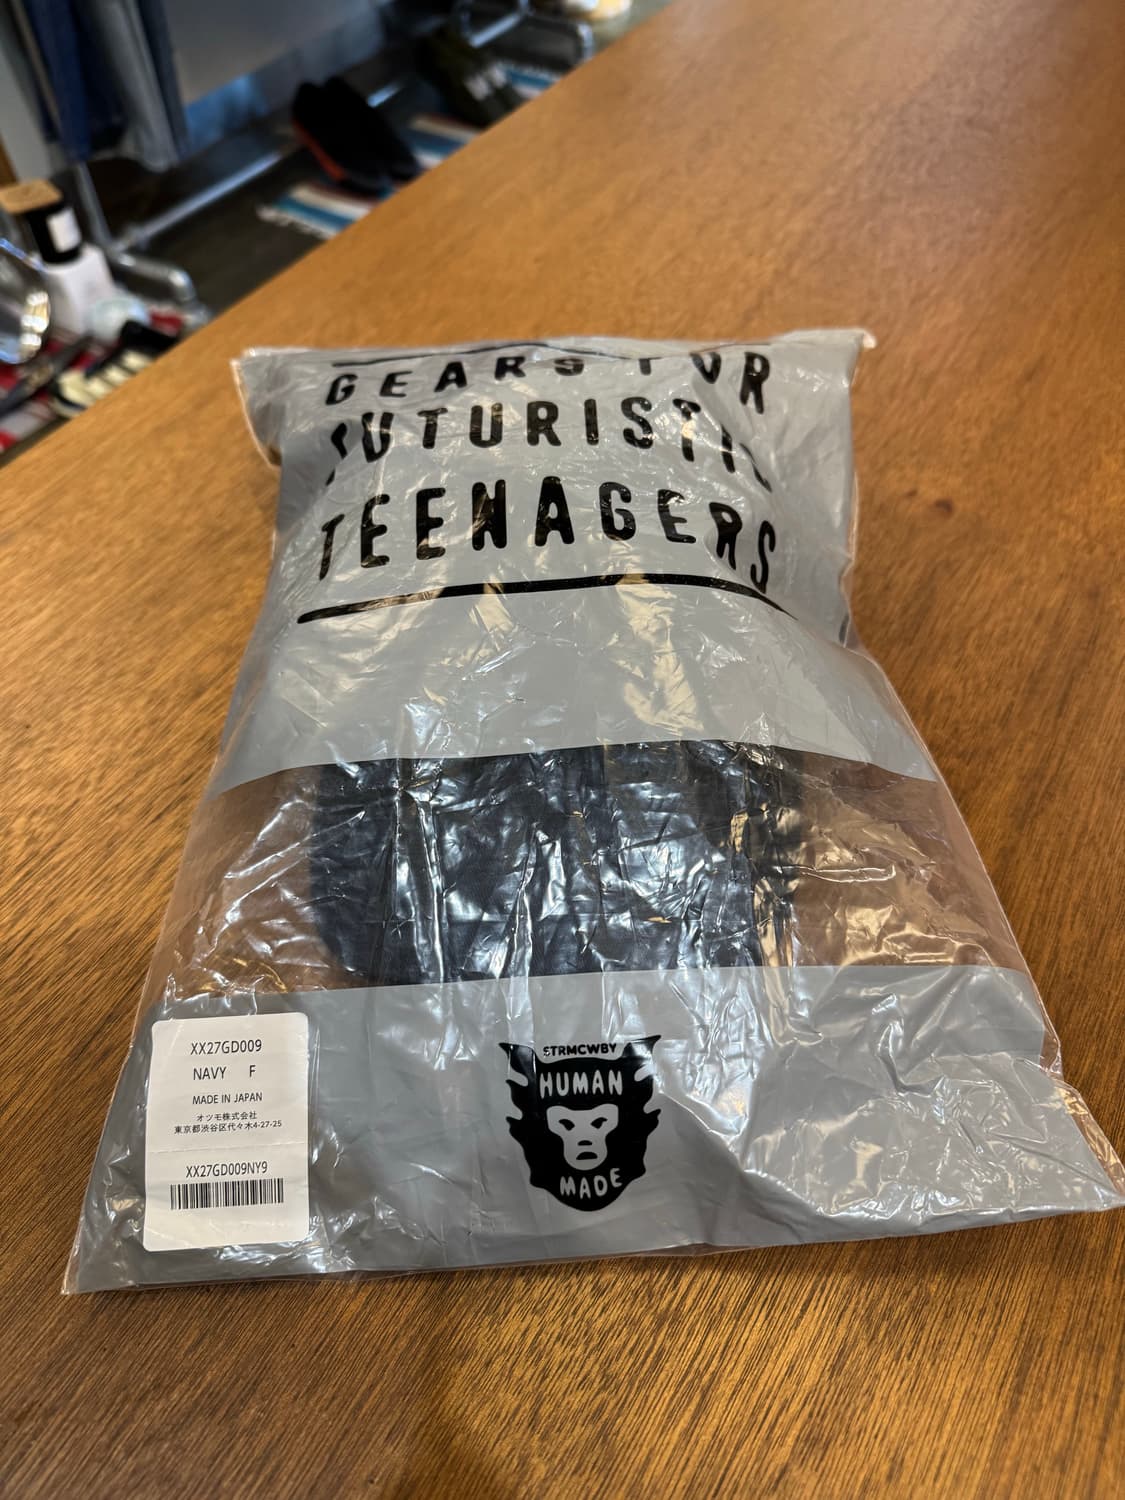 GEARS FOR
FUTURISTIC
TEENAGERS
XX27GD009
NAVY F
MADE IN JAPAN
オツモ株式会社
東京都渋谷区代々木4-27-25
XX27GD009NY9
STRMCWBY
HUMAN
MADE